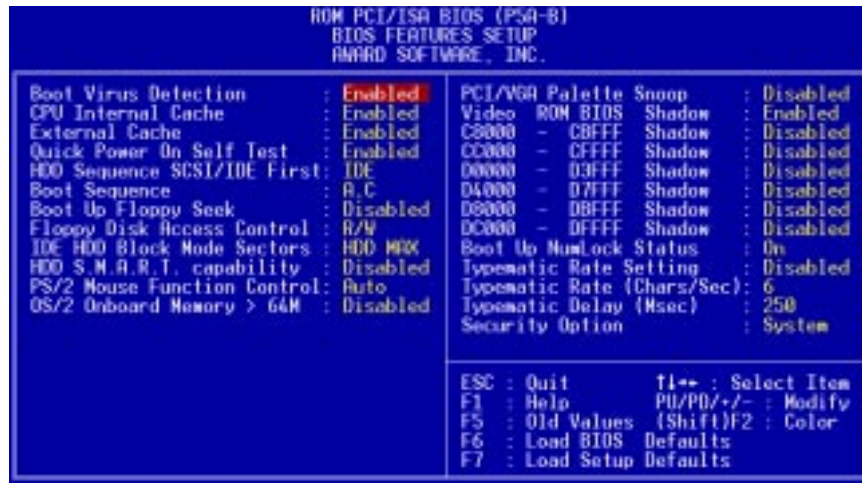 ROM PCI/ISA BIOS (P5A-B)
BIOS FEATURES SETUP
AWARD SOFTWARE, INC.
Boot Virus Detection : Enabled
CPU Internal Cache : Enabled
External Cache : Enabled
Quick Power On Self Test : Enabled
HDD Sequence SCSI/IDE First: IDE
Boot Sequence : A,C
Boot Up Floppy Seek : Disabled
Floppy Disk Access Control : R/W
IDE HDD Block Mode Sectors : HDD MAX
HDD S.M.A.R.T. capability : Disabled
PS/2 Mouse Function Control: Auto
OS/2 Onboard Memory > 64M : Disabled
PCI/VGA Palette Snoop : Disabled
Video ROM BIOS Shadow : Enabled
C8000 - CBFFF Shadow : Disabled
CC000 - CFFFF Shadow : Disabled
D0000 - D3FFF Shadow : Disabled
D4000 - D7FFF Shadow : Disabled
D8000 - DBFFF Shadow : Disabled
DC000 - DFFFF Shadow : Disabled
Boot Up NumLock Status : On
Typematic Rate Setting : Disabled
Typematic Rate (Chars/Sec): 6
Typematic Delay (Msec) : 250
Security Option : System
ESC : Quit ↑↓→← : Select Item
F1 : Help PU/PD/+/- : Modify
F5 : Old Values (Shift)F2 : Color
F6 : Load BIOS Defaults
F7 : Load Setup Defaults